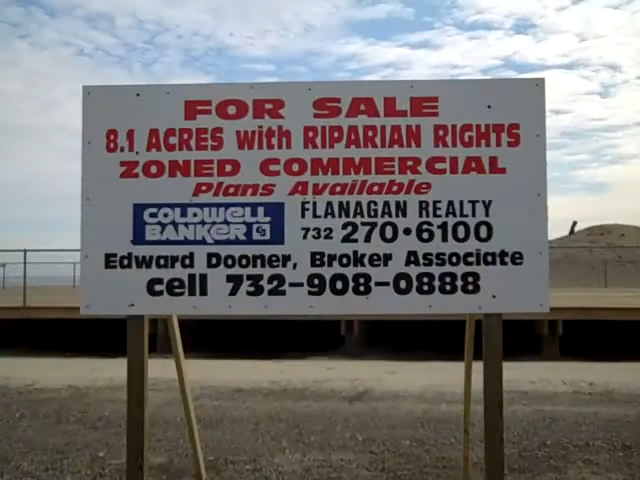 FOR SALE
8.1 ACRES with RIPARIAN RIGHTS
ZONED COMMERCIAL
Plans Available
COLDWELL BANKER CB
FLANAGAN REALTY
732 270•6100
Edward Dooner, Broker Associate
cell 732-908-0888